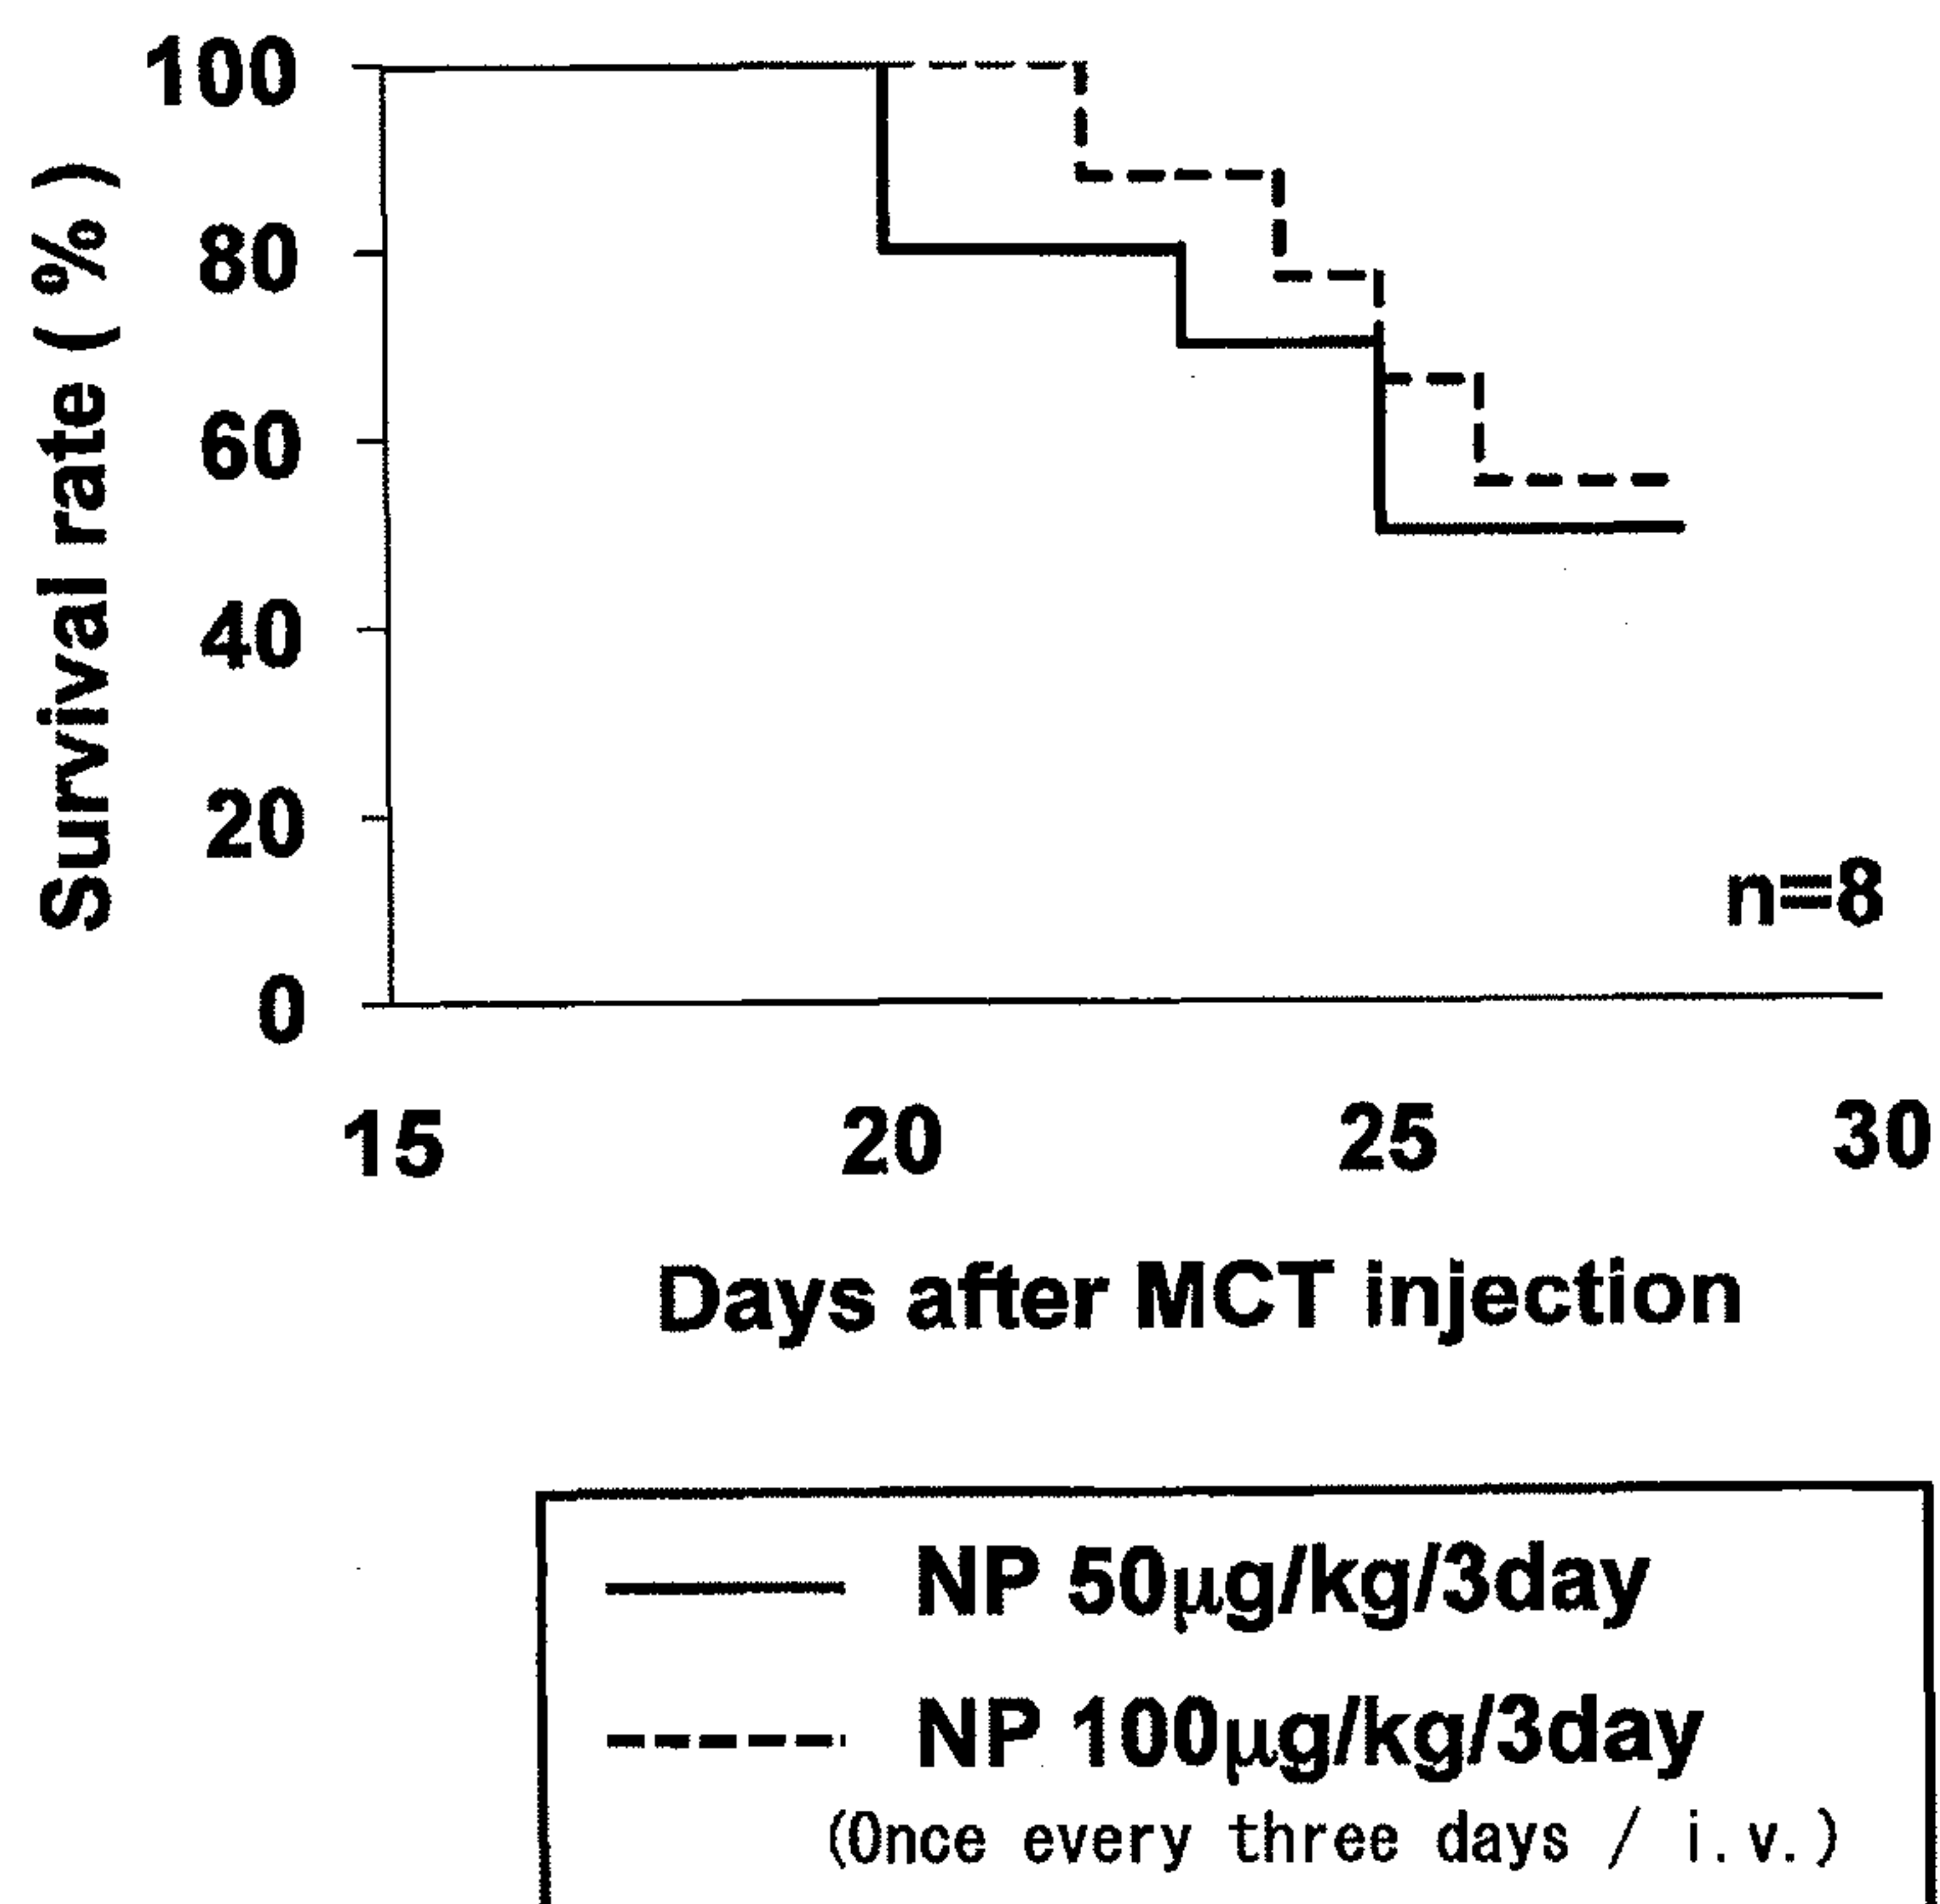 100
80
60
40
20
0
Survival rate (%)
n=8
15 20 25 30
Days after MCT injection
NP 50μg/kg/3day
NP 100μg/kg/3day
(Once every three days / i.v.)